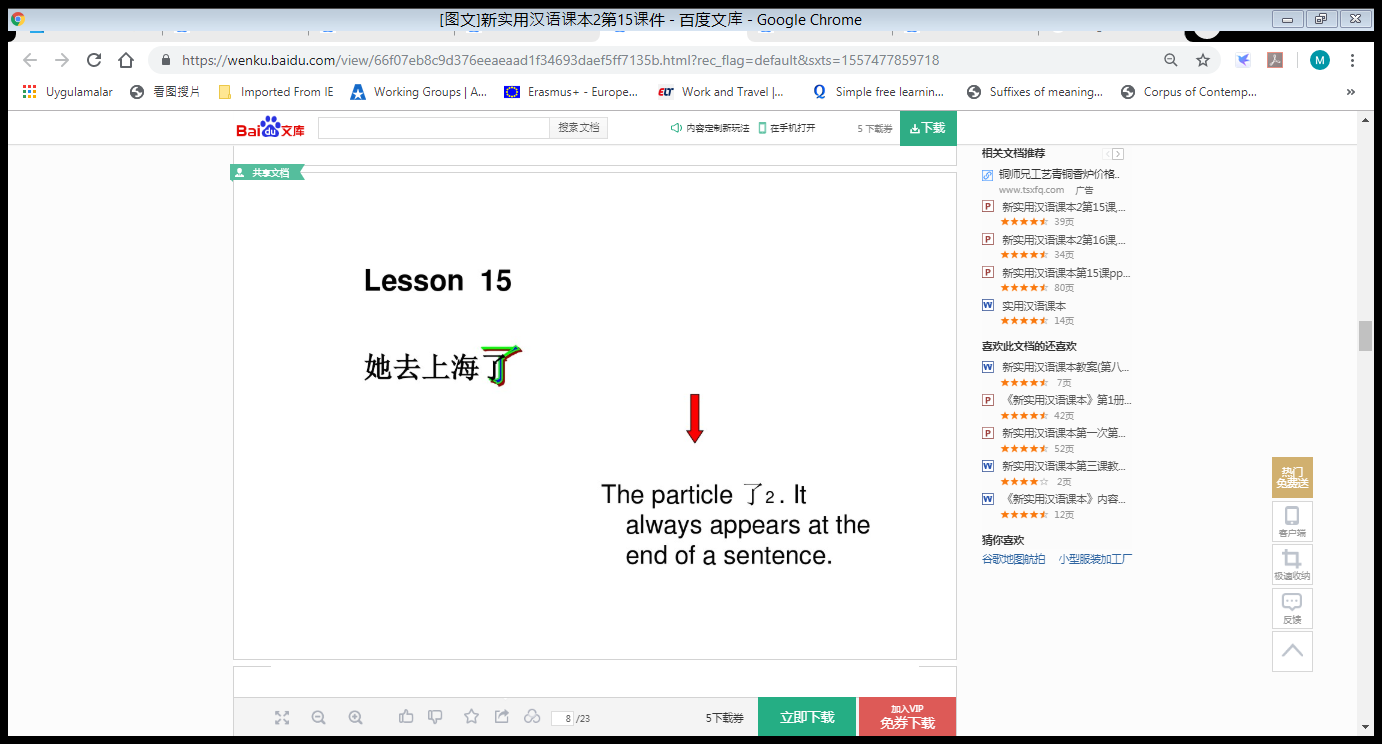 [图文]新实用汉语课本2第15课件 - 百度文库 - Google Chrome
https://wenku.baidu.com/view/66f07eb8c9d376eeaeaad1f34693daef5ff7135b.html?rec_flag=default&sxts=1557477859718
M
Uygulamalar 看图搜片 Imported From IE Working Groups | A... Erasmus+ - Europe... Work and Travel |... Simple free learnin... Suffixes of meaning... Corpus of Contemp... »
Bai du 文库 搜索文档 内容定制新玩法 在手机打开 5 下载券 下载
共享文档
Lesson 15
她去上海了
The particle 了2 . It
always appears at the
end of a sentence.
相关文档推荐
铜师兄工艺青铜香炉价格..
www.tsxfq.com 广告
新实用汉语课本2第15课,...
39页
新实用汉语课本2第16课,...
34页
新实用汉语课本第15课pp...
80页
实用汉语课本
14页
喜欢此文档的还喜欢
新实用汉语课本教案(第八...
7页
《新实用汉语课本》第1册...
42页
新实用汉语课本第一次第...
52页
新实用汉语课本第三课教...
2页
《新实用汉语课本》内容...
12页
猜你喜欢
谷歌地图航拍 小型服装加工厂
热门
免费送
客户端
极速收纳
反馈
8 /23 5下载券 立即下载
加入VIP
免券下载